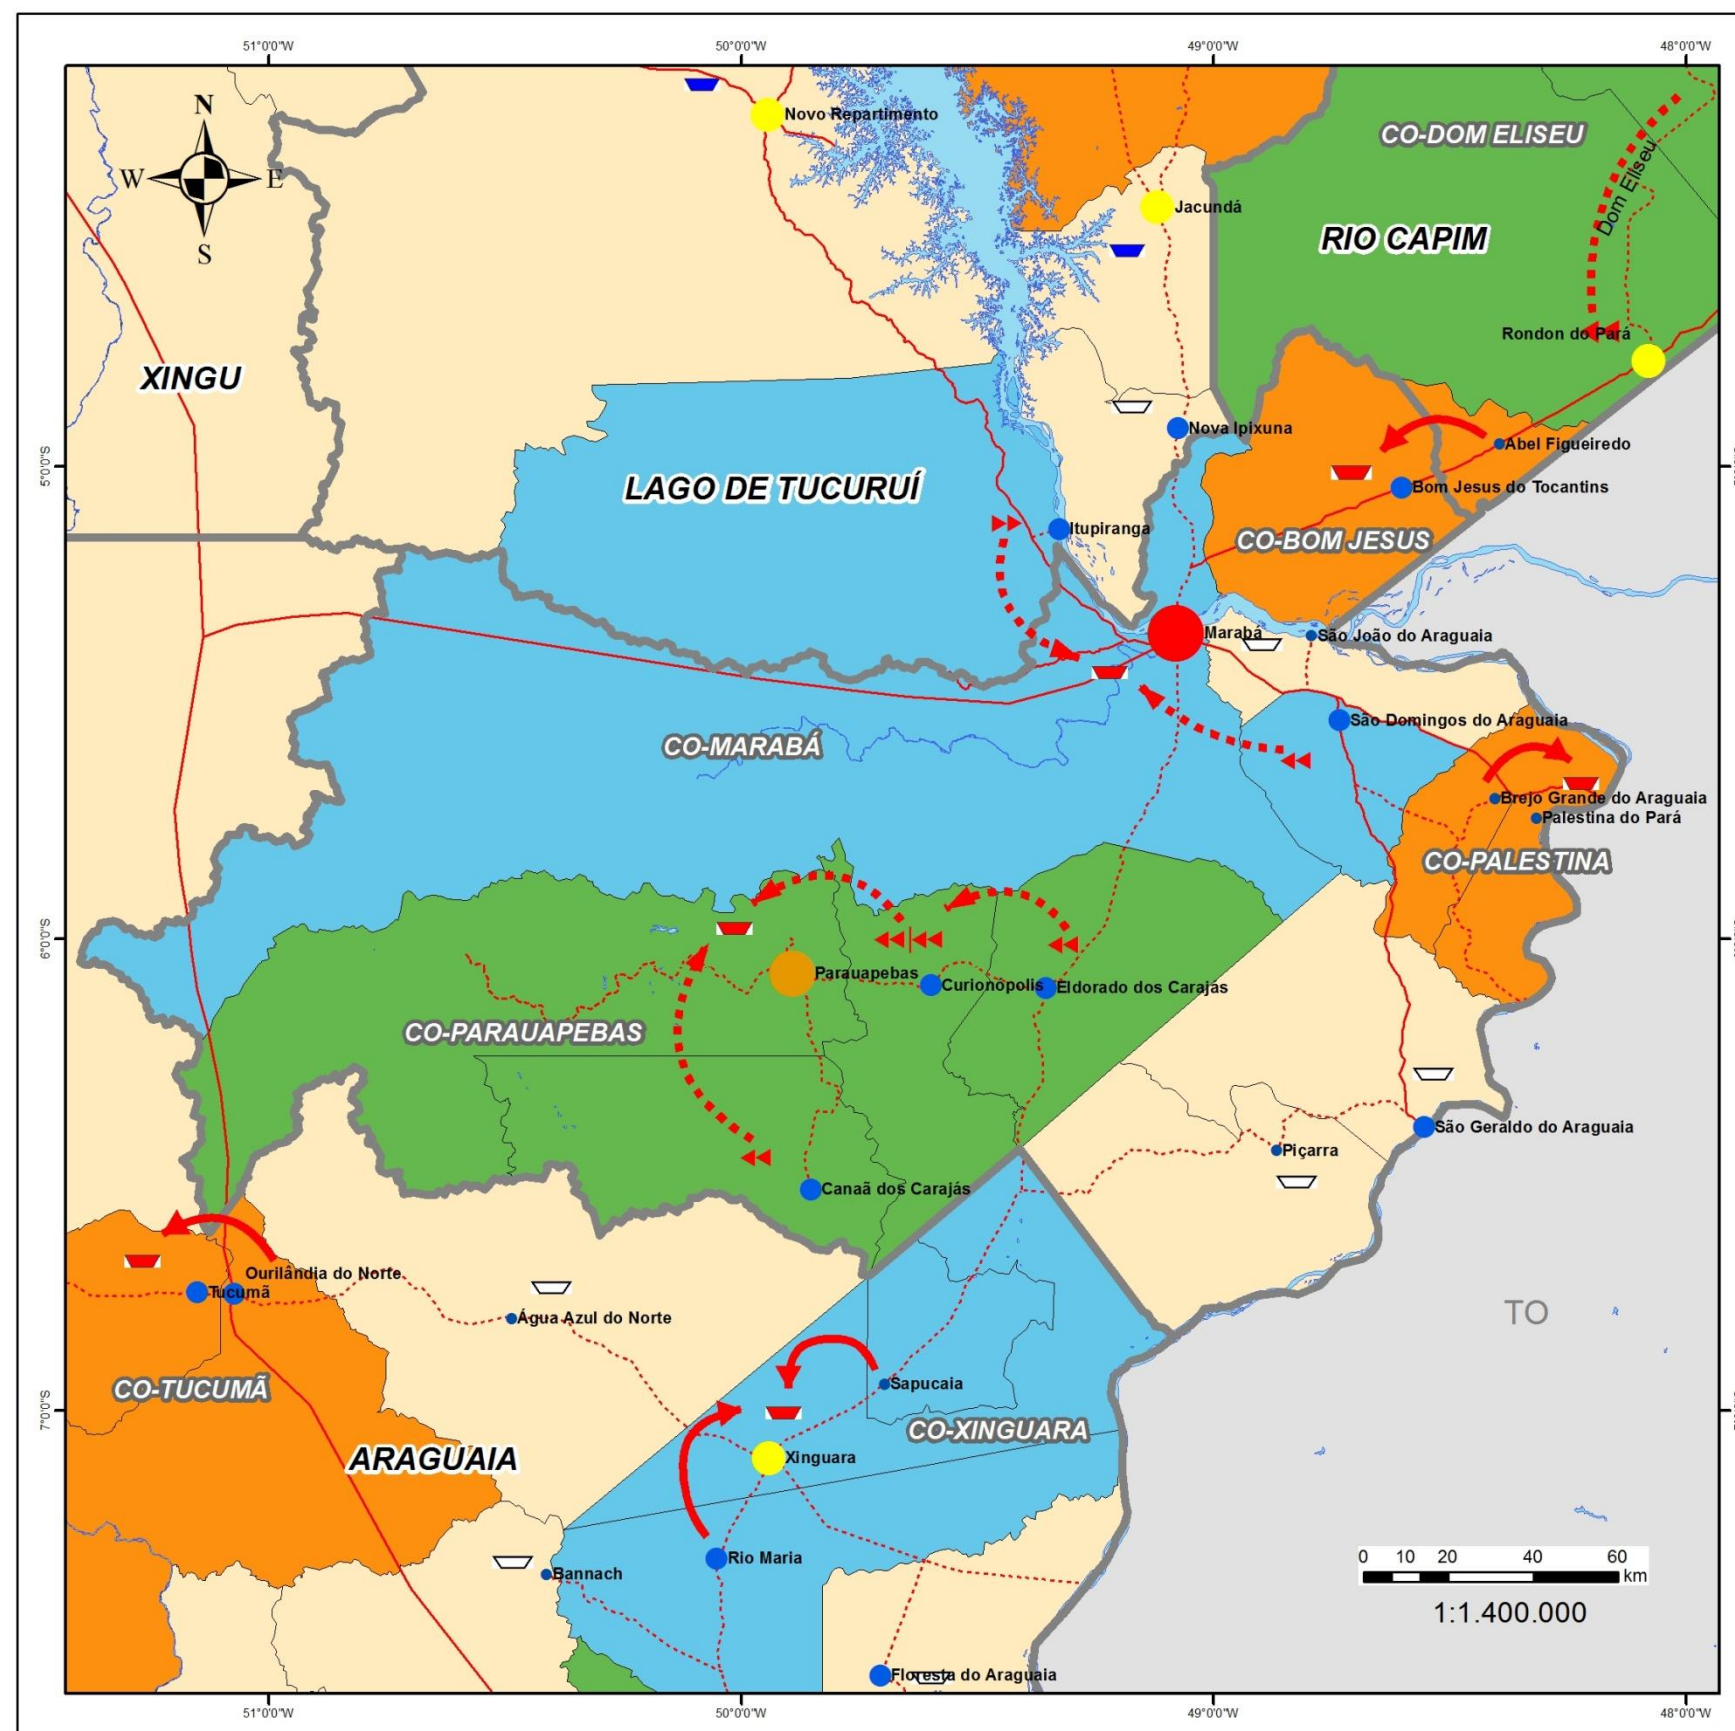 51°0'0"W
50°0'0"W
49°0'0"W
48°0'0"W
N
W
E
S
Novo Repartimento
CO-DOM ELISEU
Dom Eliseu
Jacundá
RIO CAPIM
Rondon do Pará
XINGU
Nova Ipixuna
Abel Figueiredo
5°0'0"S
LAGO DE TUCURUÍ
Bom Jesus do Tocantins
Itupiranga
CO-BOM JESUS
Marabá
São João do Araguaia
São Domingos do Araguaia
CO-MARABÁ
Brejo Grande do Araguaia
Palestina do Pará
CO-PALESTINA
6°0'0"S
Parauapebas
Curionópolis
Eldorado dos Carajás
CO-PARAUAPEBAS
São Geraldo do Araguaia
Piçarra
Canaã dos Carajás
Ourilândia do Norte
Tucumã
Água Azul do Norte
TO
CO-TUCUMÃ
Sapucaia
7°0'0"S
CO-XINGUARA
ARAGUAIA
Xinguara
Rio Maria
Bannach
0 10 20 40 60
km
1:1.400.000
Floresta do Araguaia
51°0'0"W
50°0'0"W
49°0'0"W
48°0'0"W